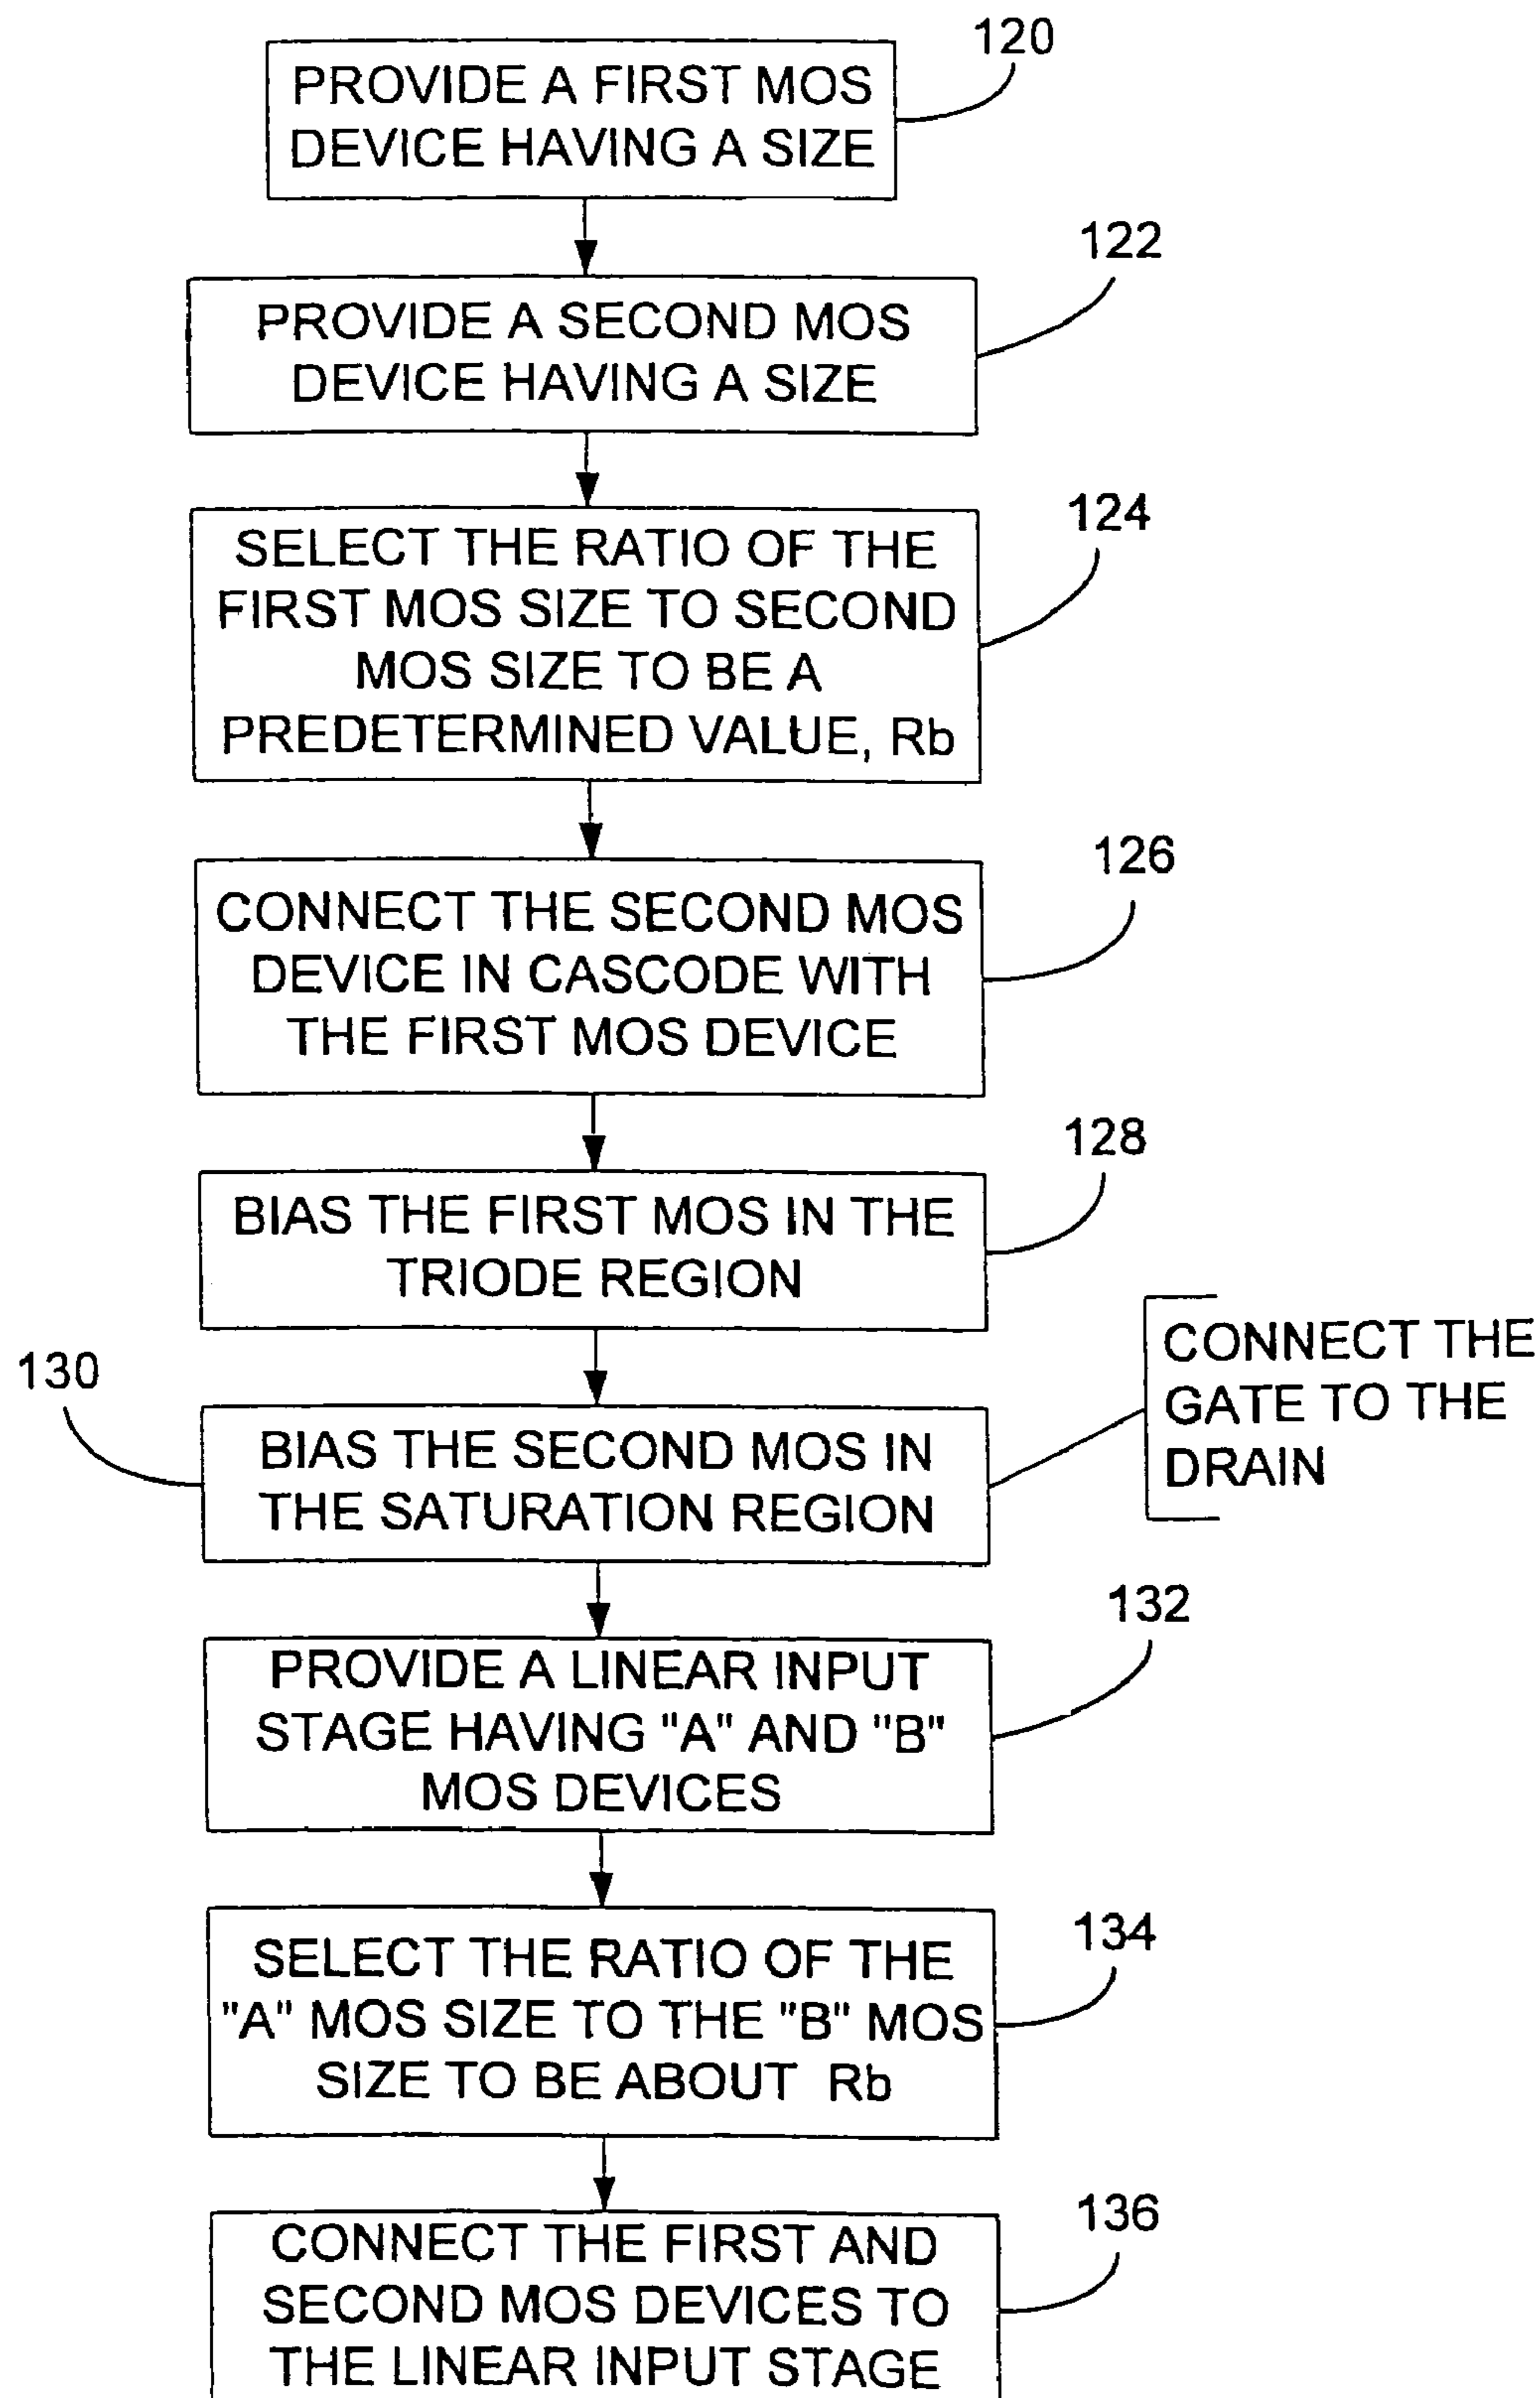 120
PROVIDE A FIRST MOS
DEVICE HAVING A SIZE
122
PROVIDE A SECOND MOS
DEVICE HAVING A SIZE
124
SELECT THE RATIO OF THE
FIRST MOS SIZE TO SECOND
MOS SIZE TO BE A
PREDETERMINED VALUE, Rb
126
CONNECT THE SECOND MOS
DEVICE IN CASCODE WITH
THE FIRST MOS DEVICE
128
BIAS THE FIRST MOS IN THE
TRIODE REGION
130
BIAS THE SECOND MOS IN
THE SATURATION REGION
CONNECT THE
GATE TO THE
DRAIN
132
PROVIDE A LINEAR INPUT
STAGE HAVING "A" AND "B"
MOS DEVICES
134
SELECT THE RATIO OF THE
"A" MOS SIZE TO THE "B" MOS
SIZE TO BE ABOUT Rb
136
CONNECT THE FIRST AND
SECOND MOS DEVICES TO
THE LINEAR INPUT STAGE